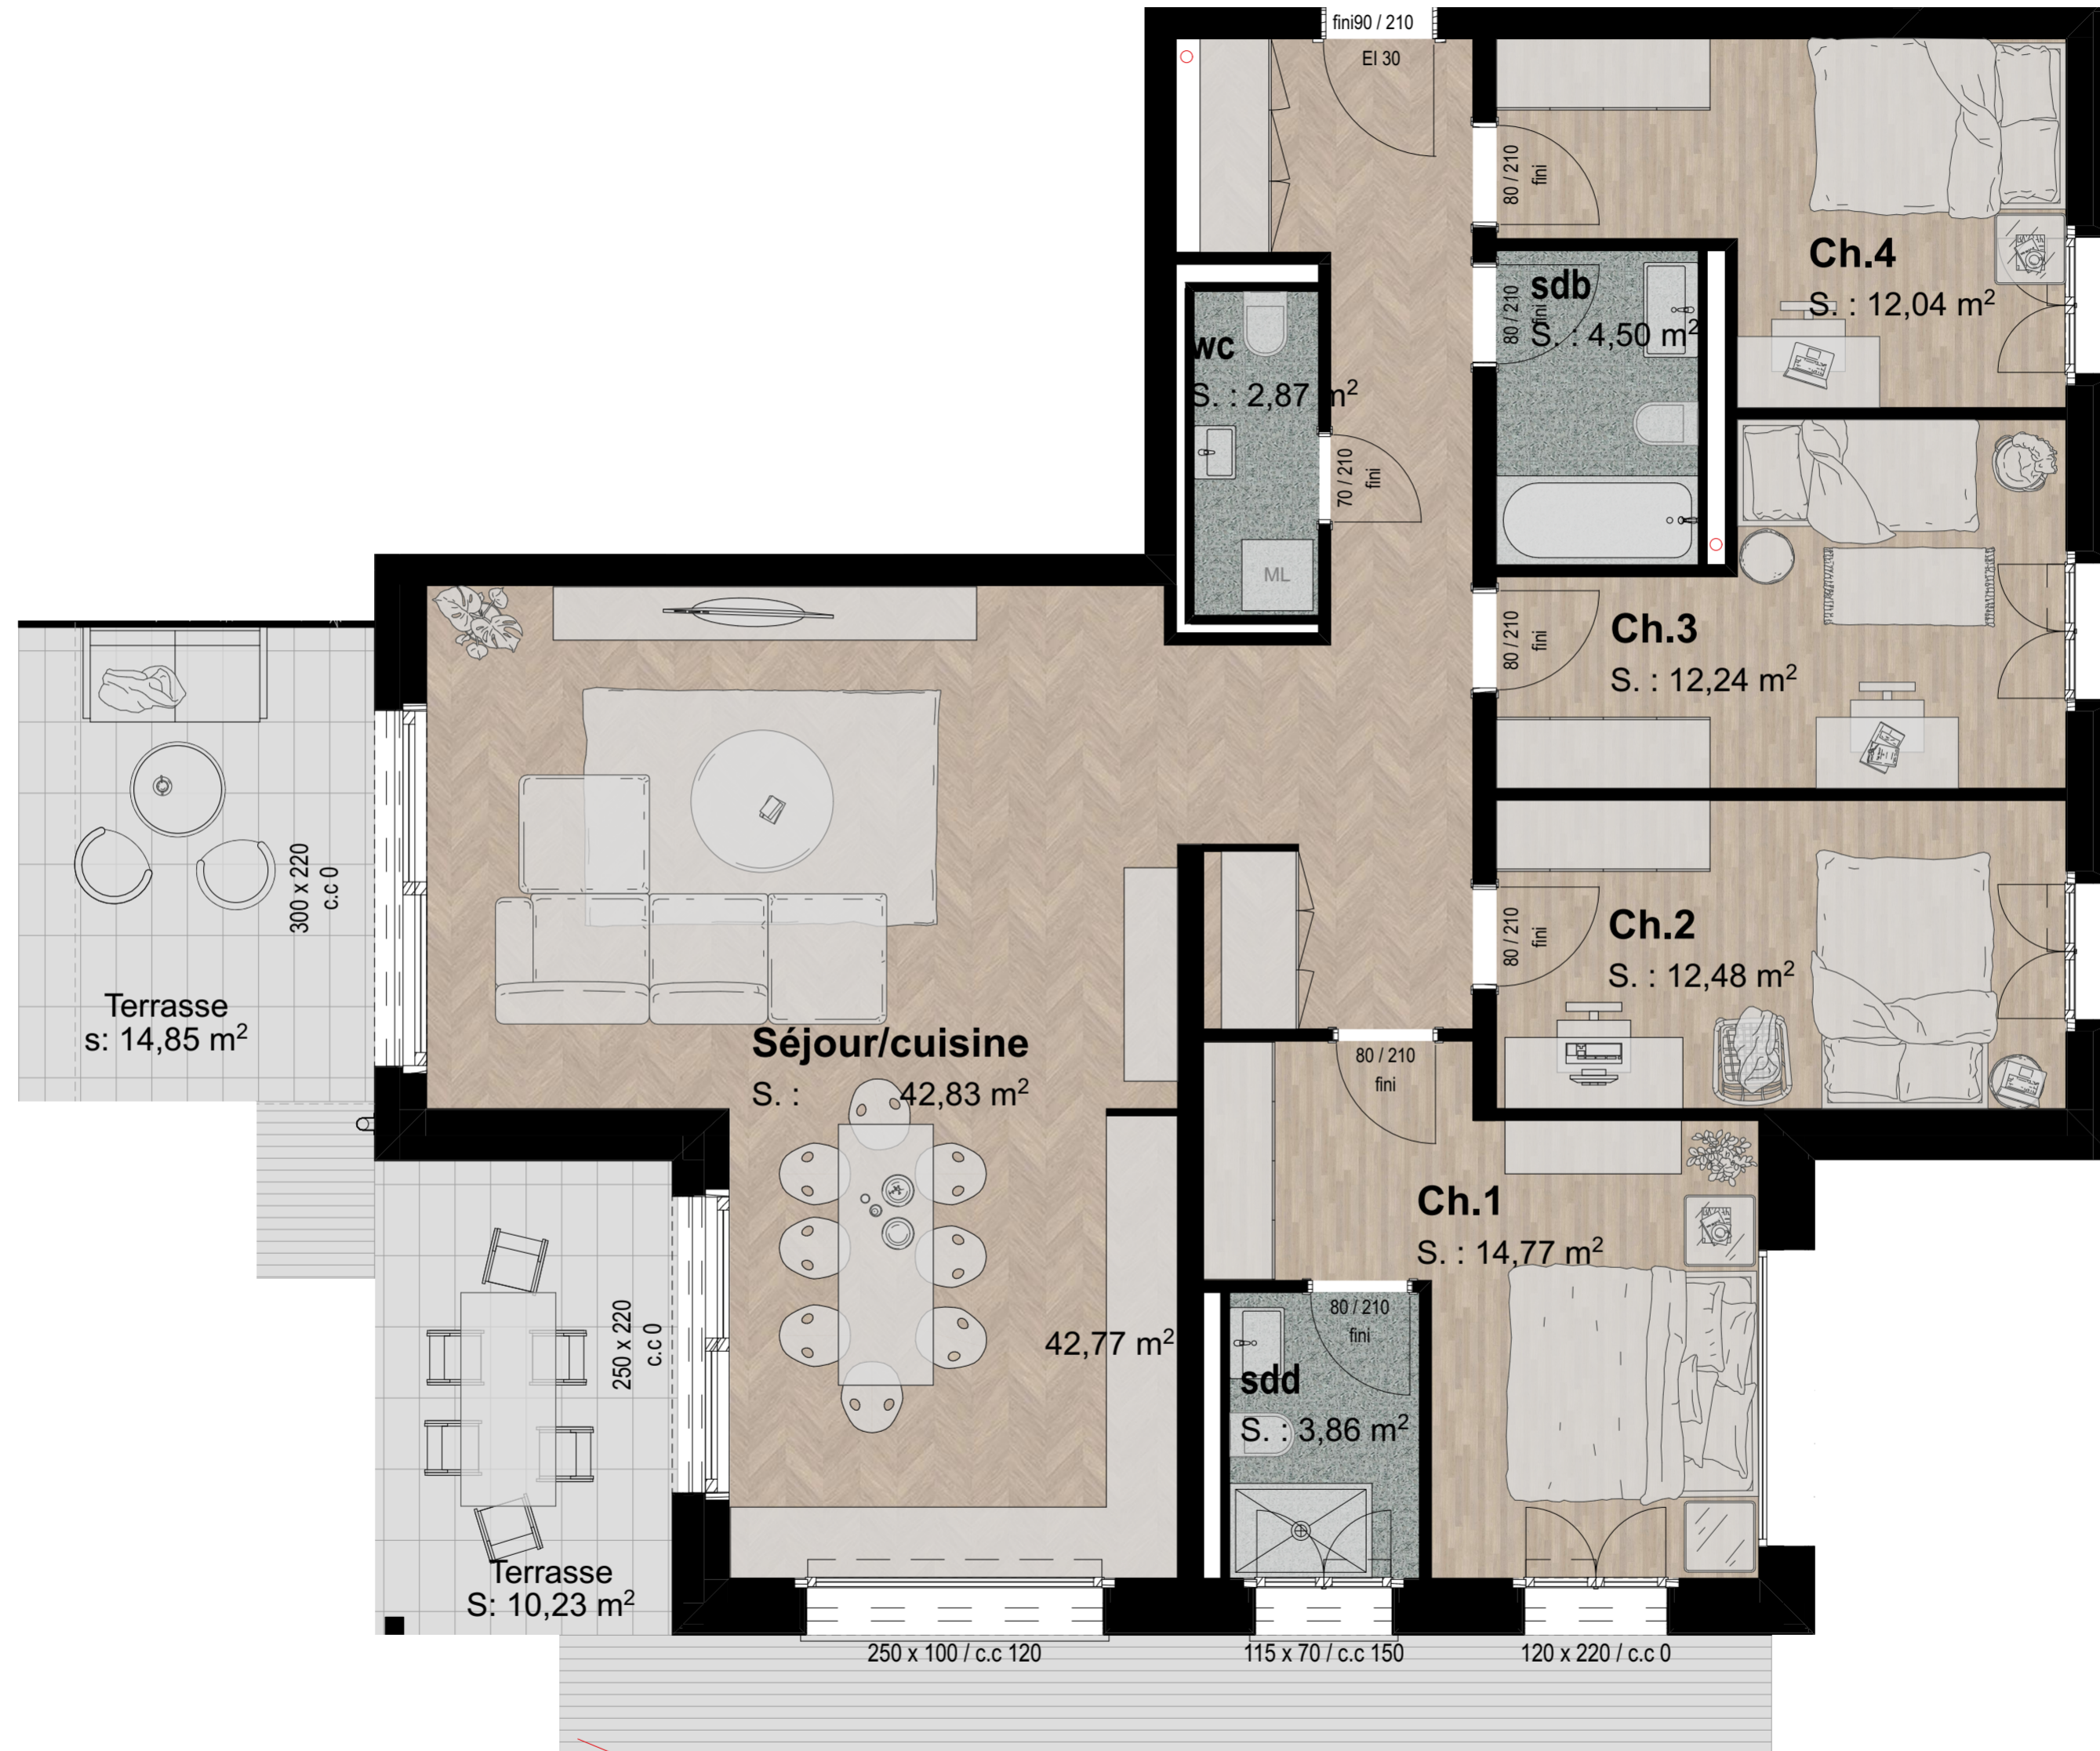 fini90 / 210
EI 30
80 / 210
fini
Ch.4
S. : 12,04 m²
80 / 210
fini
sdb
S. : 4,50 m²
wc
S. : 2,87 m²
70 / 210
fini
ML
80 / 210
fini
Ch.3
S. : 12,24 m²
300 x 220
c.c 0
80 / 210
fini
Ch.2
S. : 12,48 m²
Terrasse
s: 14,85 m²
Séjour/cuisine
S. : 42,83 m²
80 / 210
fini
Ch.1
S. : 14,77 m²
250 x 220
c.c 0
42,77 m²
80 / 210
fini
sdd
S. : 3,86 m²
Terrasse
S: 10,23 m²
250 x 100 / c.c 120
115 x 70 / c.c 150
120 x 220 / c.c 0